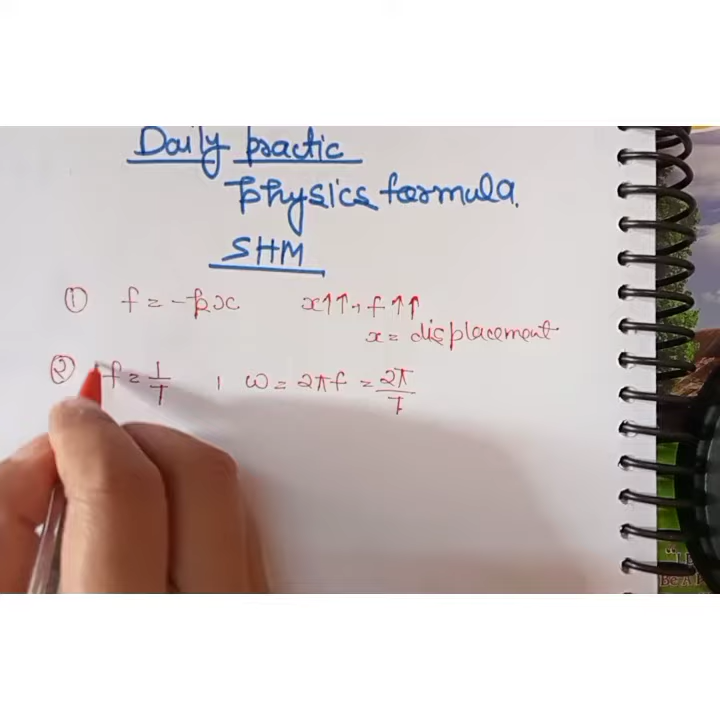 Daily practic
physics formula.
SHM
① f = -kx x↑↑, f↑↑
x = displacement
② f = 1/T , ω = 2πf = 2π/T